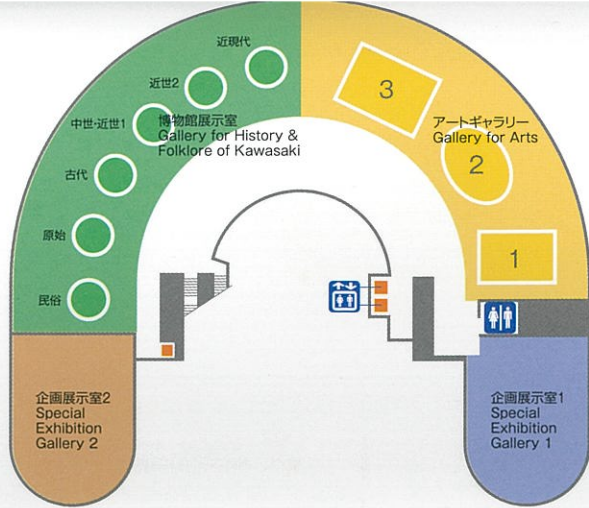 近現代
近世2
中世・近世1
博物館展示室
Gallery for History &
Folklore of Kawasaki
古代
原始
民俗
3
アートギャラリー
Gallery for Arts
2
1
企画展示室2
Special
Exhibition
Gallery 2
企画展示室1
Special
Exhibition
Gallery 1